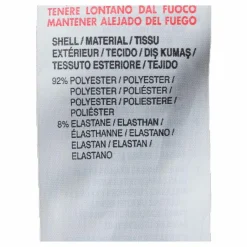 TENERE LONTANO DAL FUOCO
MANTENER ALEJADO DEL FUEGO
SHELL / MATERIAL / TISSU
EXTÉRIEUR / TECIDO / DIŞ KUMAŞ /
TESSUTO ESTERIORE / TEJIDO
92% POLYESTER / POLYESTER /
POLYESTER / POLIÉSTER /
POLYESTER / POLIESTERE /
POLIÉSTER
8% ELASTANE / ELASTHAN /
ÉLASTHANNE / ELASTANO /
ELASTAN / ELASTAN /
ELASTANO